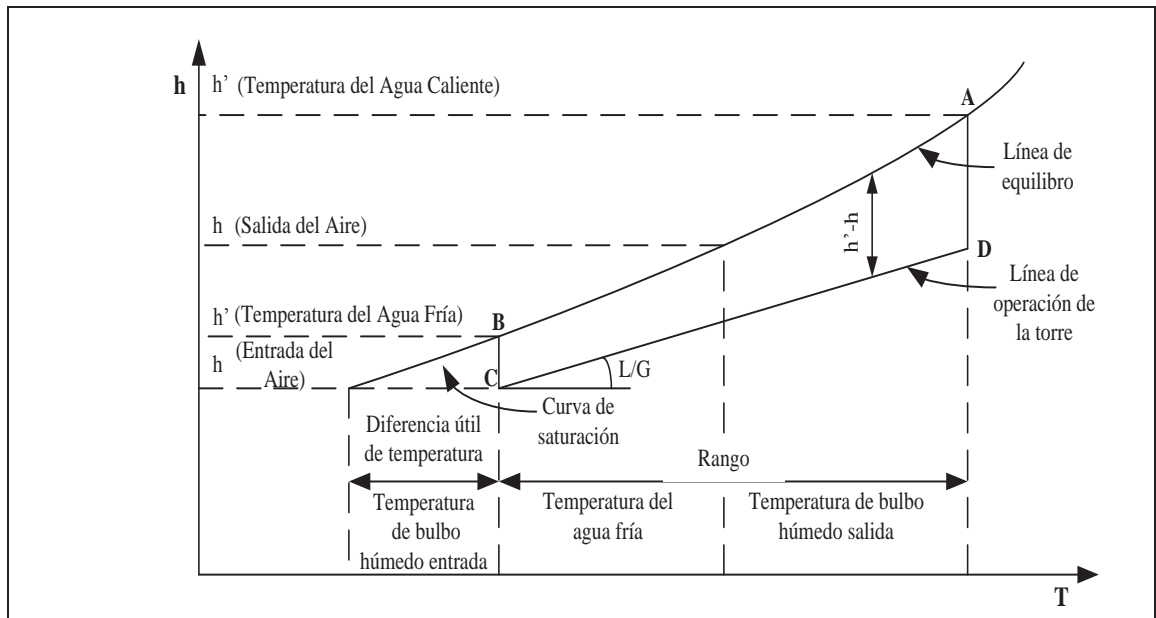 h
h' (Temperatura del Agua Caliente)
A
Línea de
equilibro
h (Salida del Aire)
h'-h
D
Línea de
operación de
la torre
h' (Temperatura del Agua Fría)
B
h (Entrada del
Aire)
C
L/G
Curva de
saturación
Diferencia útil
de temperatura
Rango
Temperatura
de bulbo
húmedo entrada
Temperatura del
agua fría
Temperatura de bulbo
húmedo salida
T